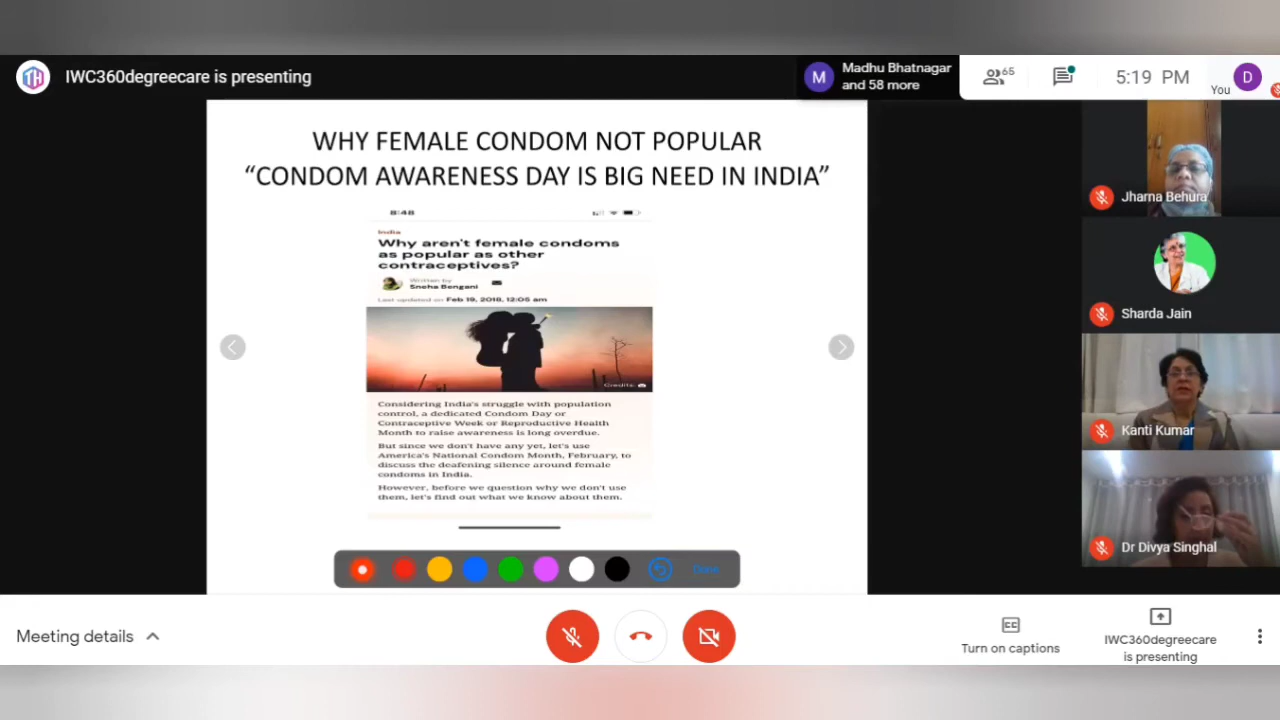 IWC360degreecare is presenting
M
Madhu Bhatnagar
and 58 more
65
5:19 PM
You
D
WHY FEMALE CONDOM NOT POPULAR
“CONDOM AWARENESS DAY IS BIG NEED IN INDIA”
8:48
India
Why aren't female condoms
as popular as other
contraceptives?
Written by
Sneha Bengani
Last updated on Feb 19, 2018, 12:05 am
Credits
Considering India's struggle with population
control, a dedicated Condom Day or
Contraceptive Week or Reproductive Health
Month to raise awareness is long overdue.
But since we don't have any yet, let's use
America's National Condom Month, February, to
discuss the deafening silence around female
condoms in India.
However, before we question why we don't use
them, let's find out what we know about them.
Done
Jharna Behura
Sharda Jain
Kanti Kumar
Dr Divya Singhal
Meeting details
CC
Turn on captions
IWC360degreecare
is presenting